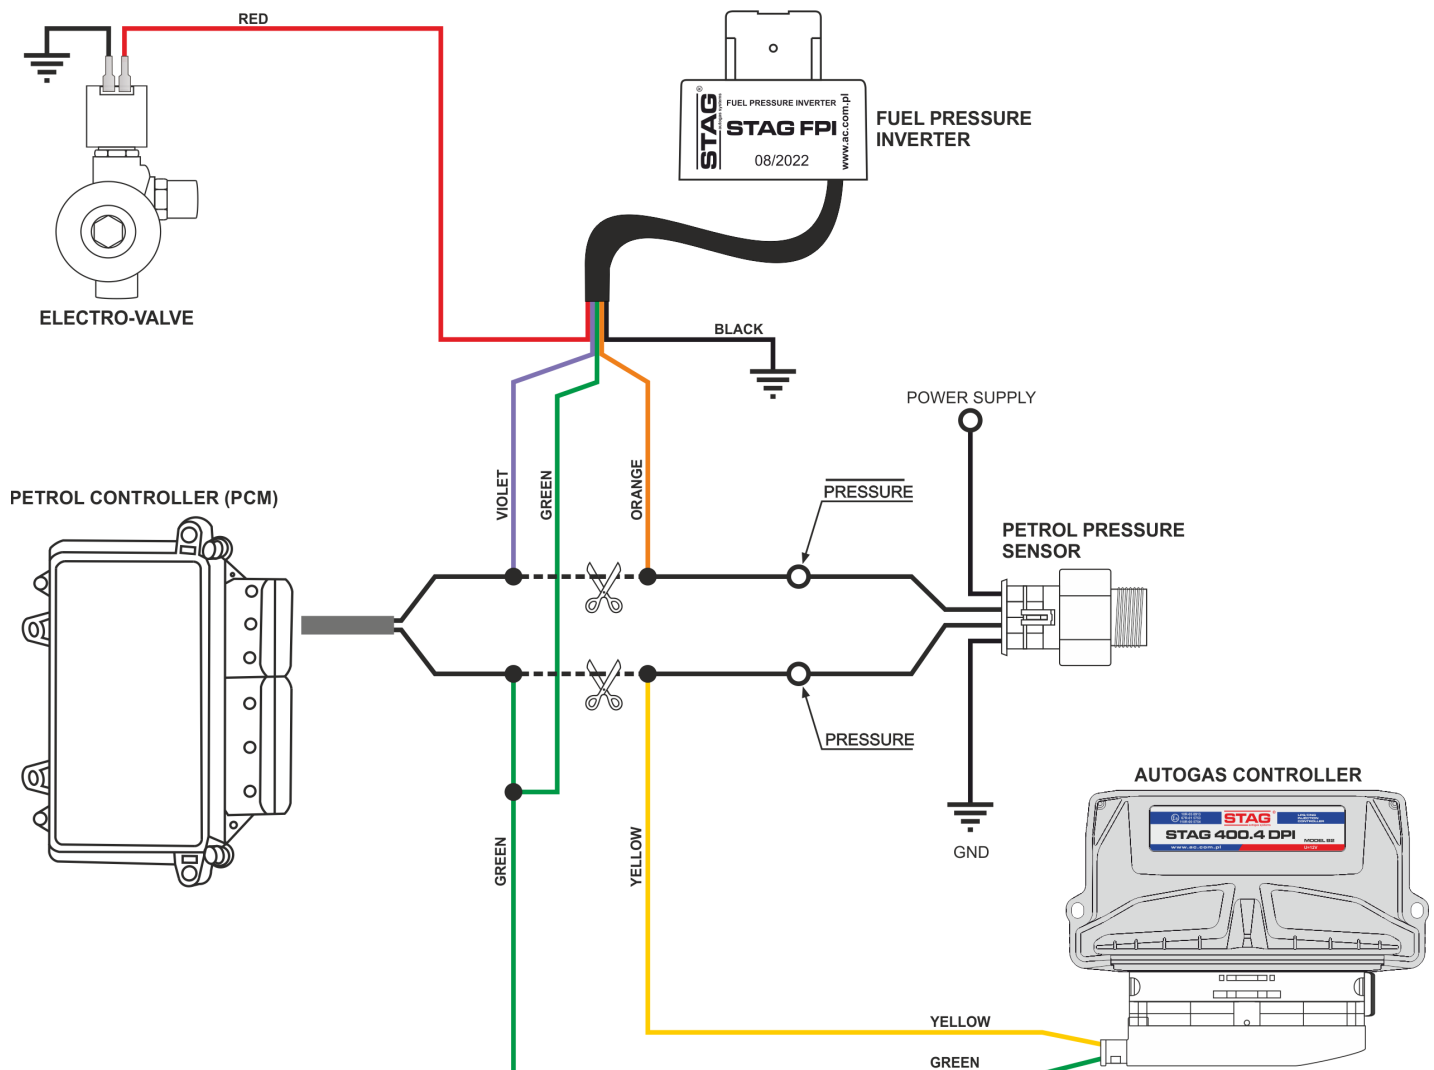 RED
STAG
FUEL PRESSURE INVERTER
STAG FPI
08/2022
www.ac.com.pl
FUEL PRESSURE
INVERTER
ELECTRO-VALVE
BLACK
POWER SUPPLY
VIOLET
GREEN
ORANGE
PRESSURE
PETROL CONTROLLER (PCM)
PETROL PRESSURE
SENSOR
PRESSURE
GREEN
YELLOW
GND
AUTOGAS CONTROLLER
STAG
STAG 400.4 DPI
www.ac.com.pl
YELLOW
GREEN